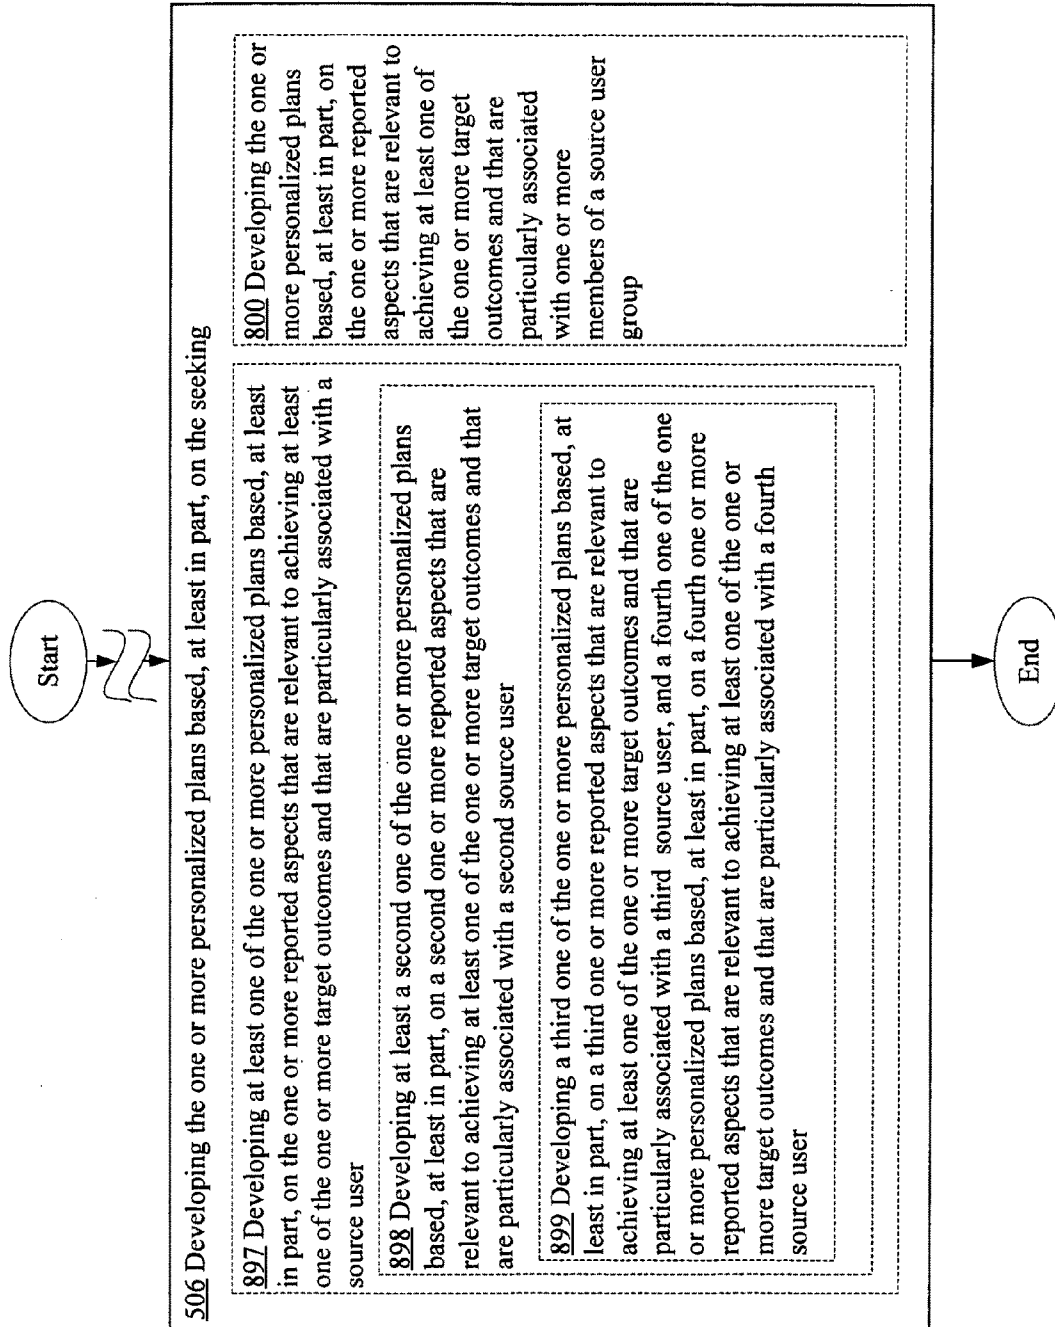 Start
506 Developing the one or more personalized plans based, at least in part, on the seeking
897 Developing at least one of the one or more personalized plans based, at least
in part, on the one or more reported aspects that are relevant to achieving at least
one of the one or more target outcomes and that are particularly associated with a
source user
898 Developing at least a second one of the one or more personalized plans
based, at least in part, on a second one or more reported aspects that are
relevant to achieving at least one of the one or more target outcomes and that
are particularly associated with a second source user
899 Developing a third one of the one or more personalized plans based, at
least in part, on a third one or more reported aspects that are relevant to
achieving at least one of the one or more target outcomes and that are
particularly associated with a third source user, and a fourth one of the one
or more personalized plans based, at least in part, on a fourth one or more
reported aspects that are relevant to achieving at least one of the one or
more target outcomes and that are particularly associated with a fourth
source user
800 Developing the one or
more personalized plans
based, at least in part, on
the one or more reported
aspects that are relevant to
achieving at least one of
the one or more target
outcomes and that are
particularly associated
with one or more
members of a source user
group
End